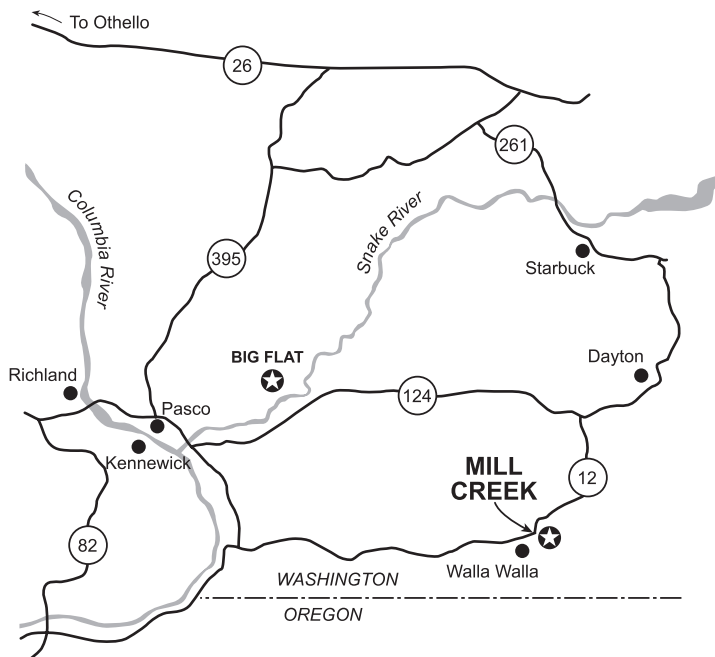 To Othello
26
261
Columbia River
Snake River
395
Starbuck
BIG FLAT
Dayton
Richland
124
Pasco
Kennewick
MILL
CREEK
12
82
Walla Walla
WASHINGTON
OREGON